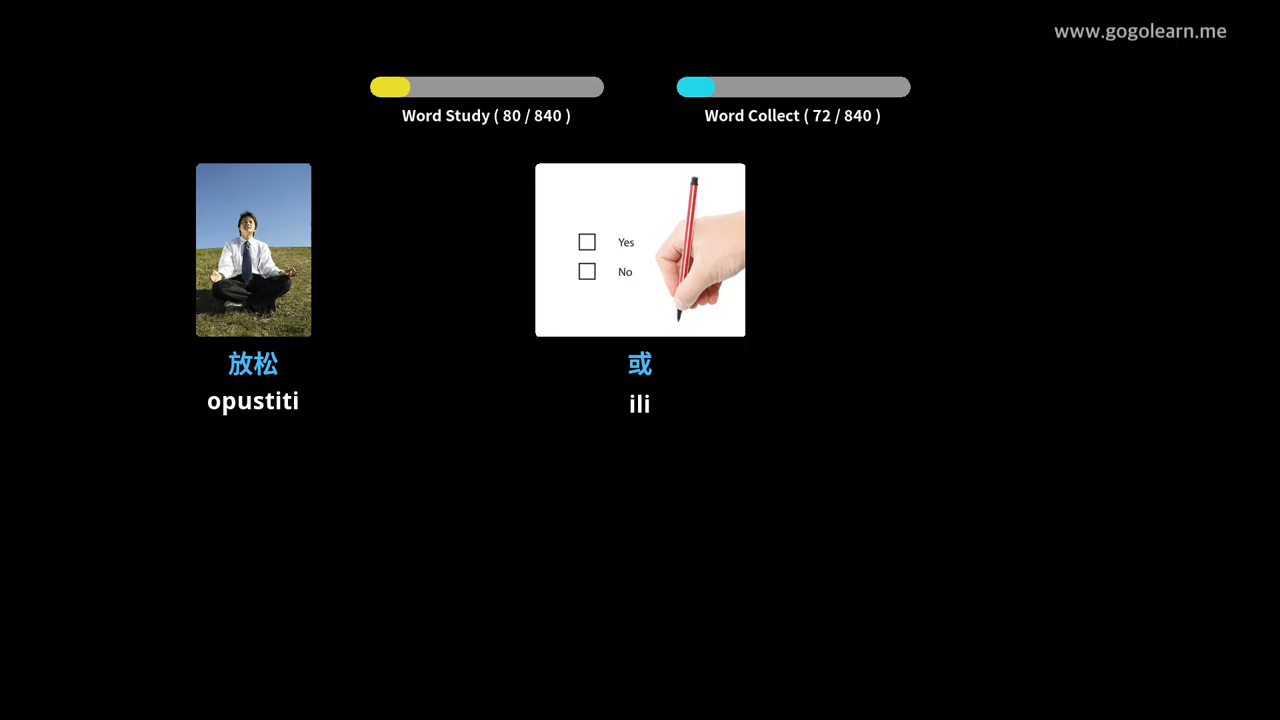 www.gogolearn.me
Word Study ( 80 / 840 )
Word Collect ( 72 / 840 )
Yes
No
放松
或
opustiti
ili